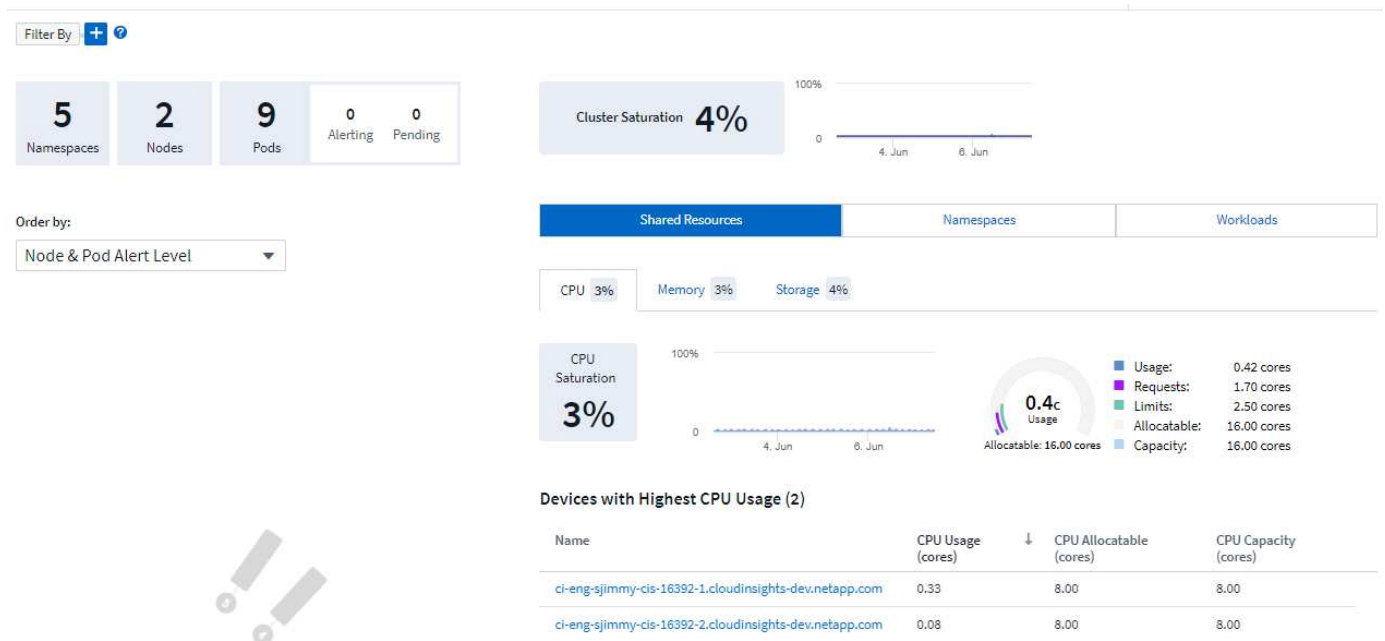 Filter By + ?
5
Namespaces
2
Nodes
9
Pods
0
Alerting
0
Pending
Cluster Saturation 4%
100%
0
4. Jun
6. Jun
Order by:
Node & Pod Alert Level
Shared Resources
Namespaces
Workloads
CPU 3%
Memory 3%
Storage 4%
CPU
Saturation
3%
100%
0
4. Jun
6. Jun
0.4c
Usage
Allocatable: 16.00 cores
Usage: 0.42 cores
Requests: 1.70 cores
Limits: 2.50 cores
Allocatable: 16.00 cores
Capacity: 16.00 cores
Devices with Highest CPU Usage (2)
Name
CPU Usage
(cores)
↓
CPU Allocatable
(cores)
CPU Capacity
(cores)
ci-eng-sjimmy-cis-16392-1.cloudinsights-dev.netapp.com 0.33 8.00 8.00
ci-eng-sjimmy-cis-16392-2.cloudinsights-dev.netapp.com 0.08 8.00 8.00